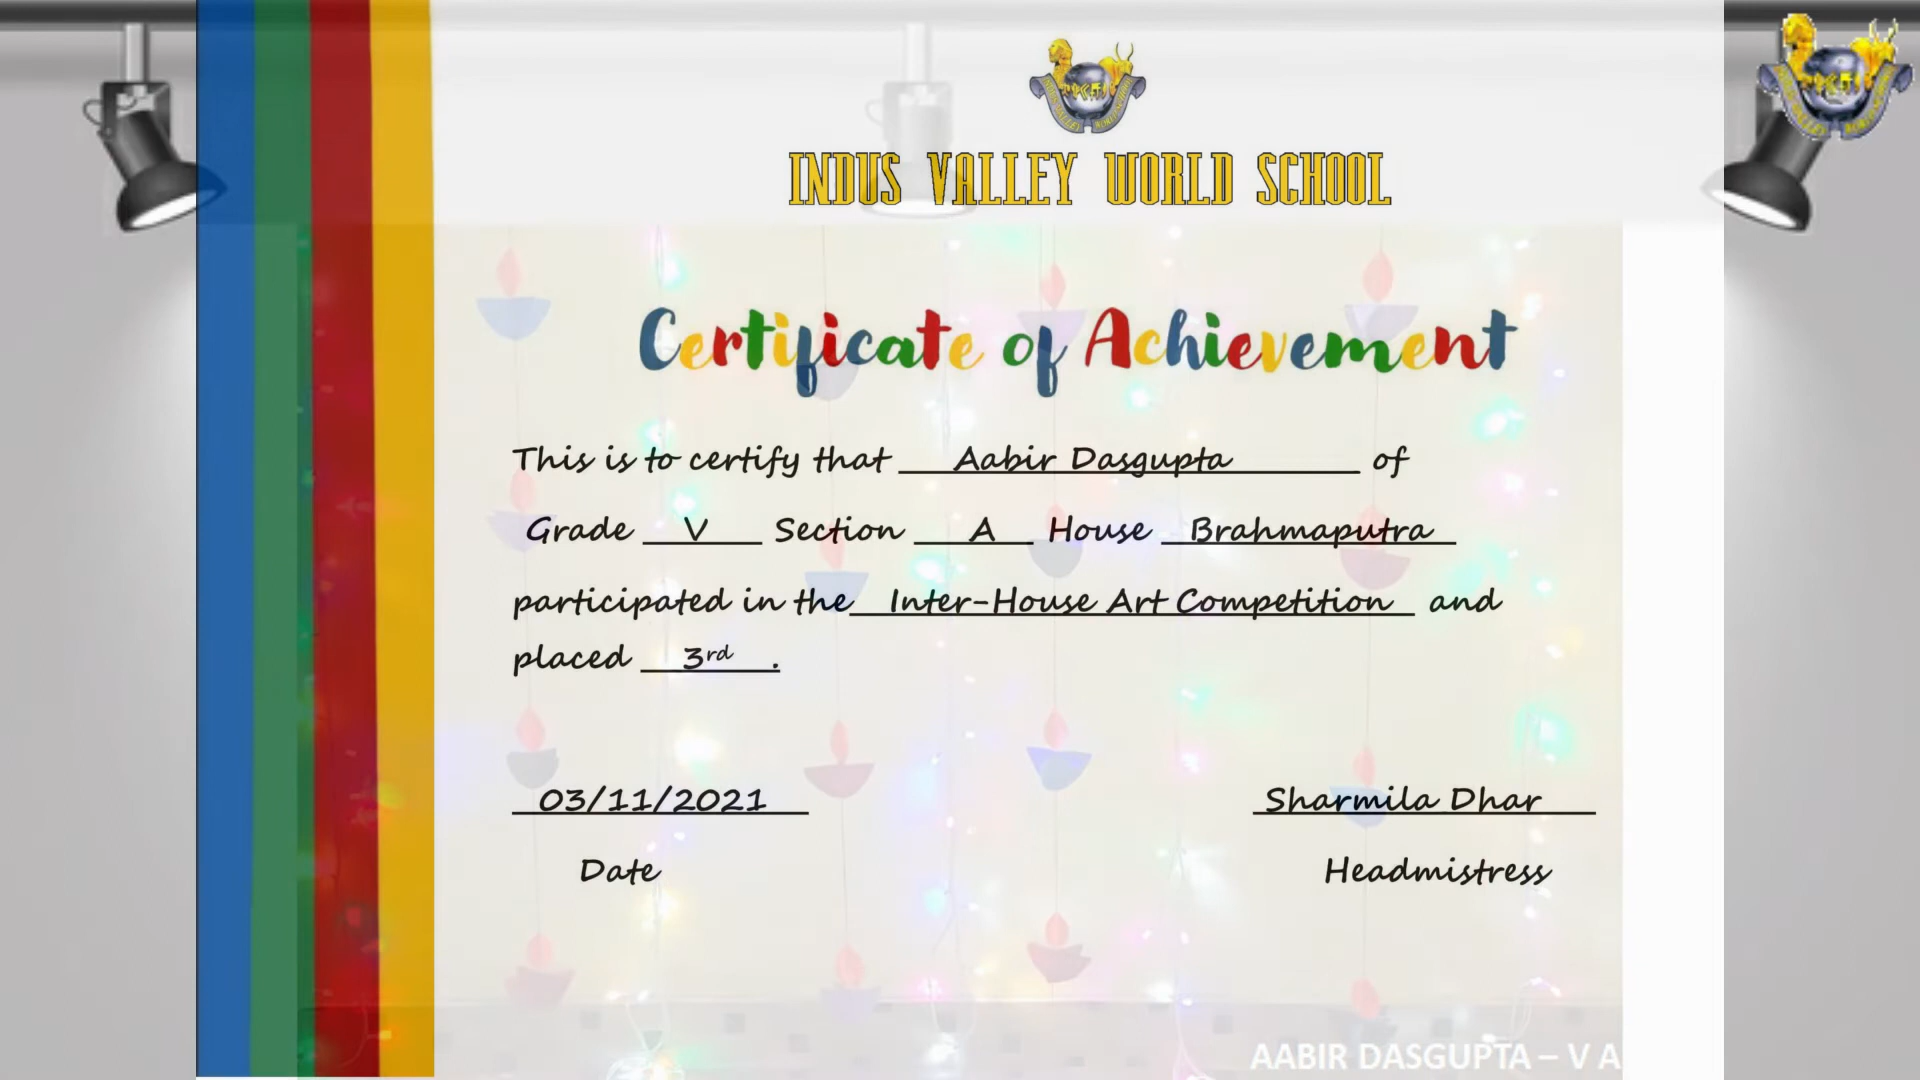 INDUS VALLEY WORLD SCHOOL
Certificate of Achievement
This is to certify that Aabir Dasgupta of
Grade V Section A House Brahmaputra
participated in the Inter-House Art Competition and
placed 3rd .
03/11/2021 Sharmila Dhar
Date Headmistress
AABIR DASGUPTA – V A